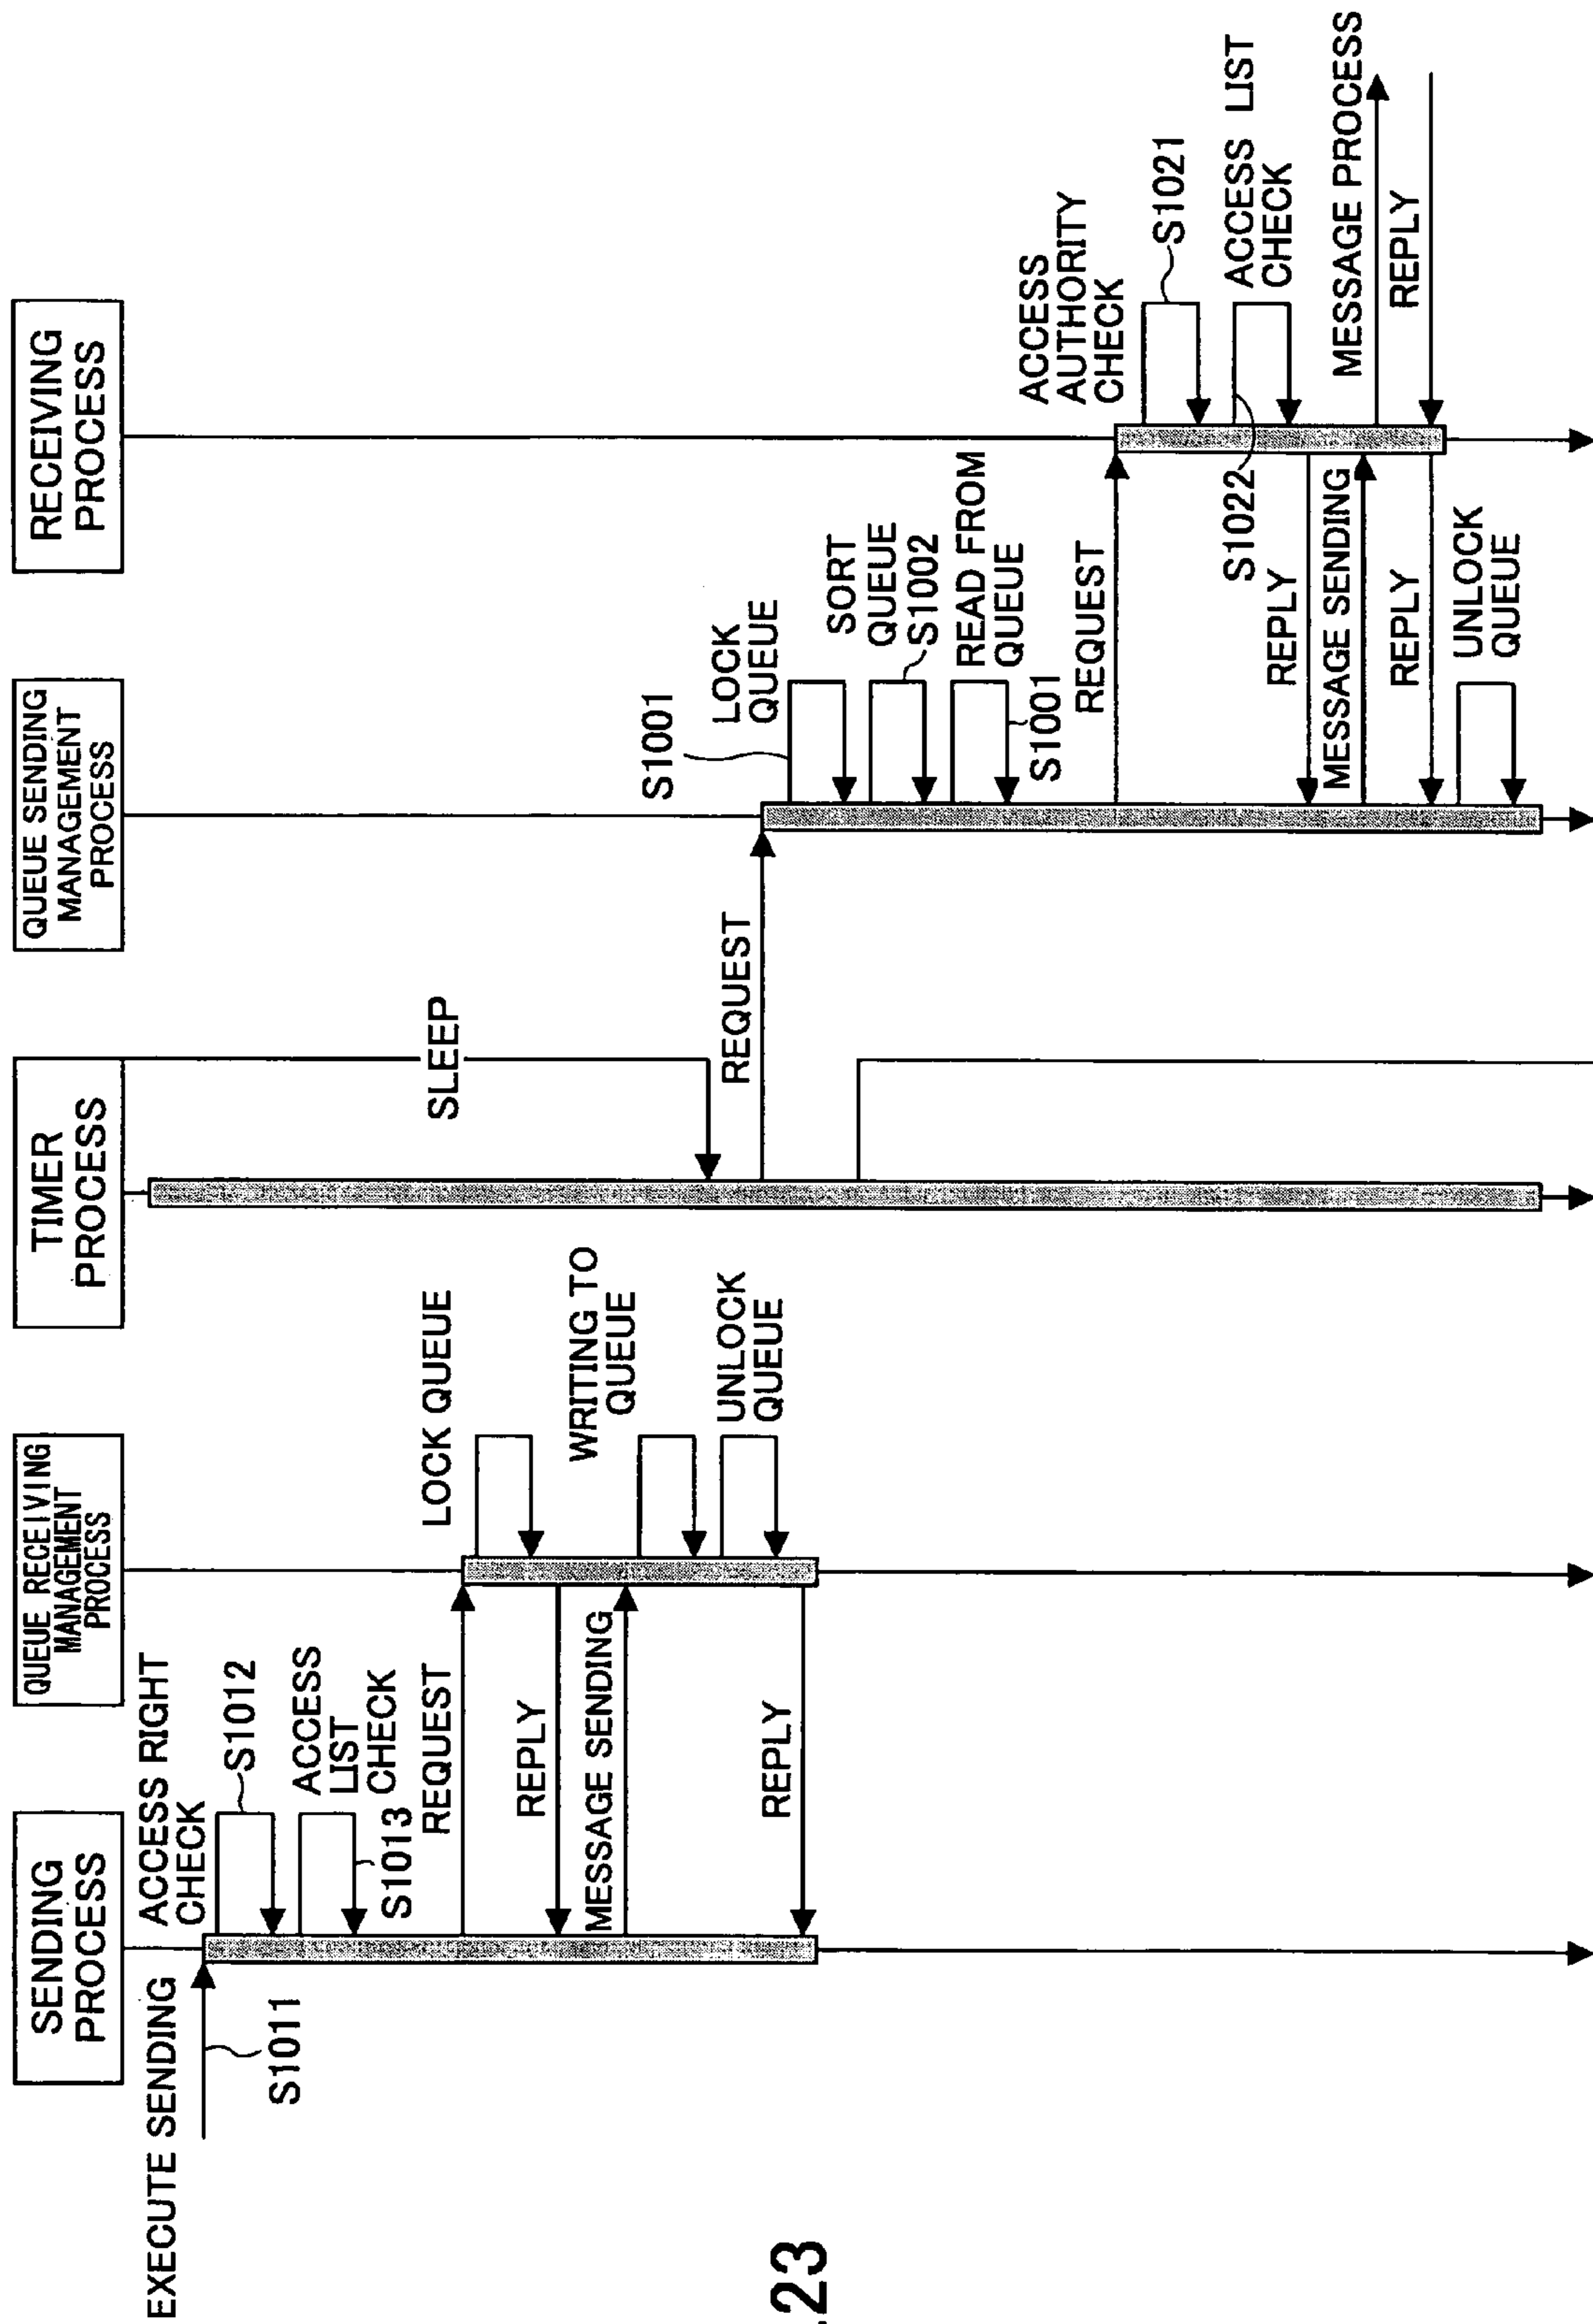 SENDING
PROCESS
QUEUE RECEIVING
MANAGEMENT
PROCESS
TIMER
PROCESS
QUEUE SENDING
MANAGEMENT
PROCESS
RECEIVING
PROCESS
EXECUTE SENDING
S1011
ACCESS RIGHT
CHECK
S1012
ACCESS
LIST
CHECK
S1013
REQUEST
LOCK QUEUE
REPLY
MESSAGE SENDING
WRITING TO
QUEUE
UNLOCK
QUEUE
REPLY
SLEEP
REQUEST
S1001
LOCK
QUEUE
SORT
QUEUE
S1002
READ FROM
QUEUE
S1001
REQUEST
ACCESS
AUTHORITY
CHECK
S1021
ACCESS LIST
CHECK
S1022
REPLY
MESSAGE SENDING
MESSAGE PROCESS
REPLY
REPLY
UNLOCK
QUEUE
23